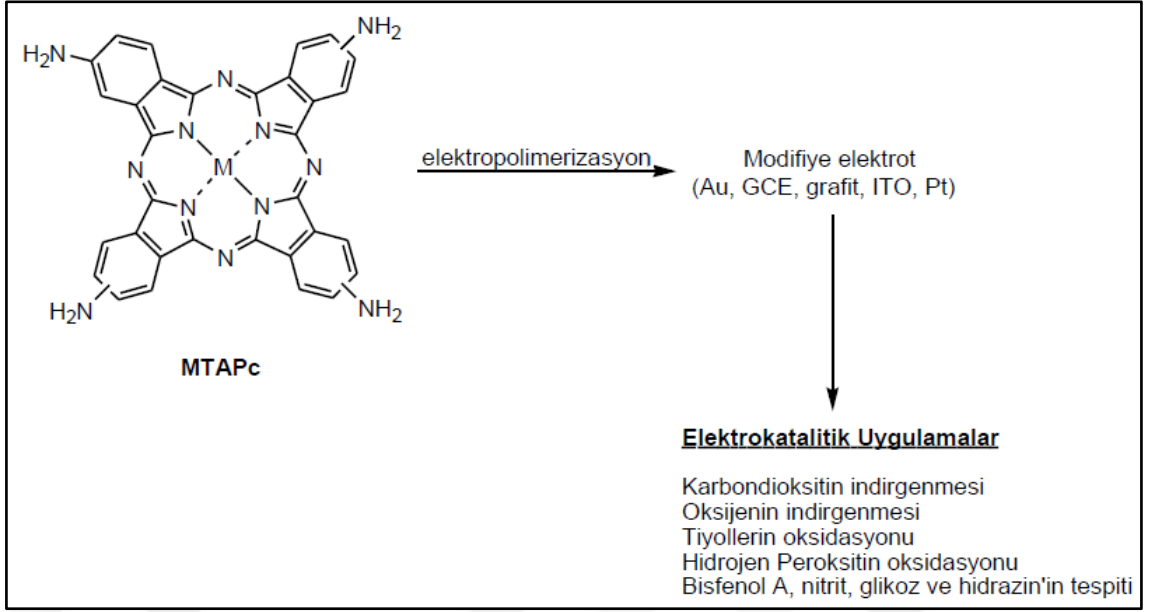 NH2
H2N
N
N
N
N
M
N
N
N
N
H2N
NH2
MTAPc
elektropolimerizasyon
Modifiye elektrot
(Au, GCE, grafit, ITO, Pt)
Elektrokatalitik Uygulamalar
Karbondioksitin indirgenmesi
Oksijenin indirgenmesi
Tiyollerin oksidasyonu
Hidrojen Peroksitin oksidasyonu
Bisfenol A, nitrit, glikoz ve hidrazin'in tespiti